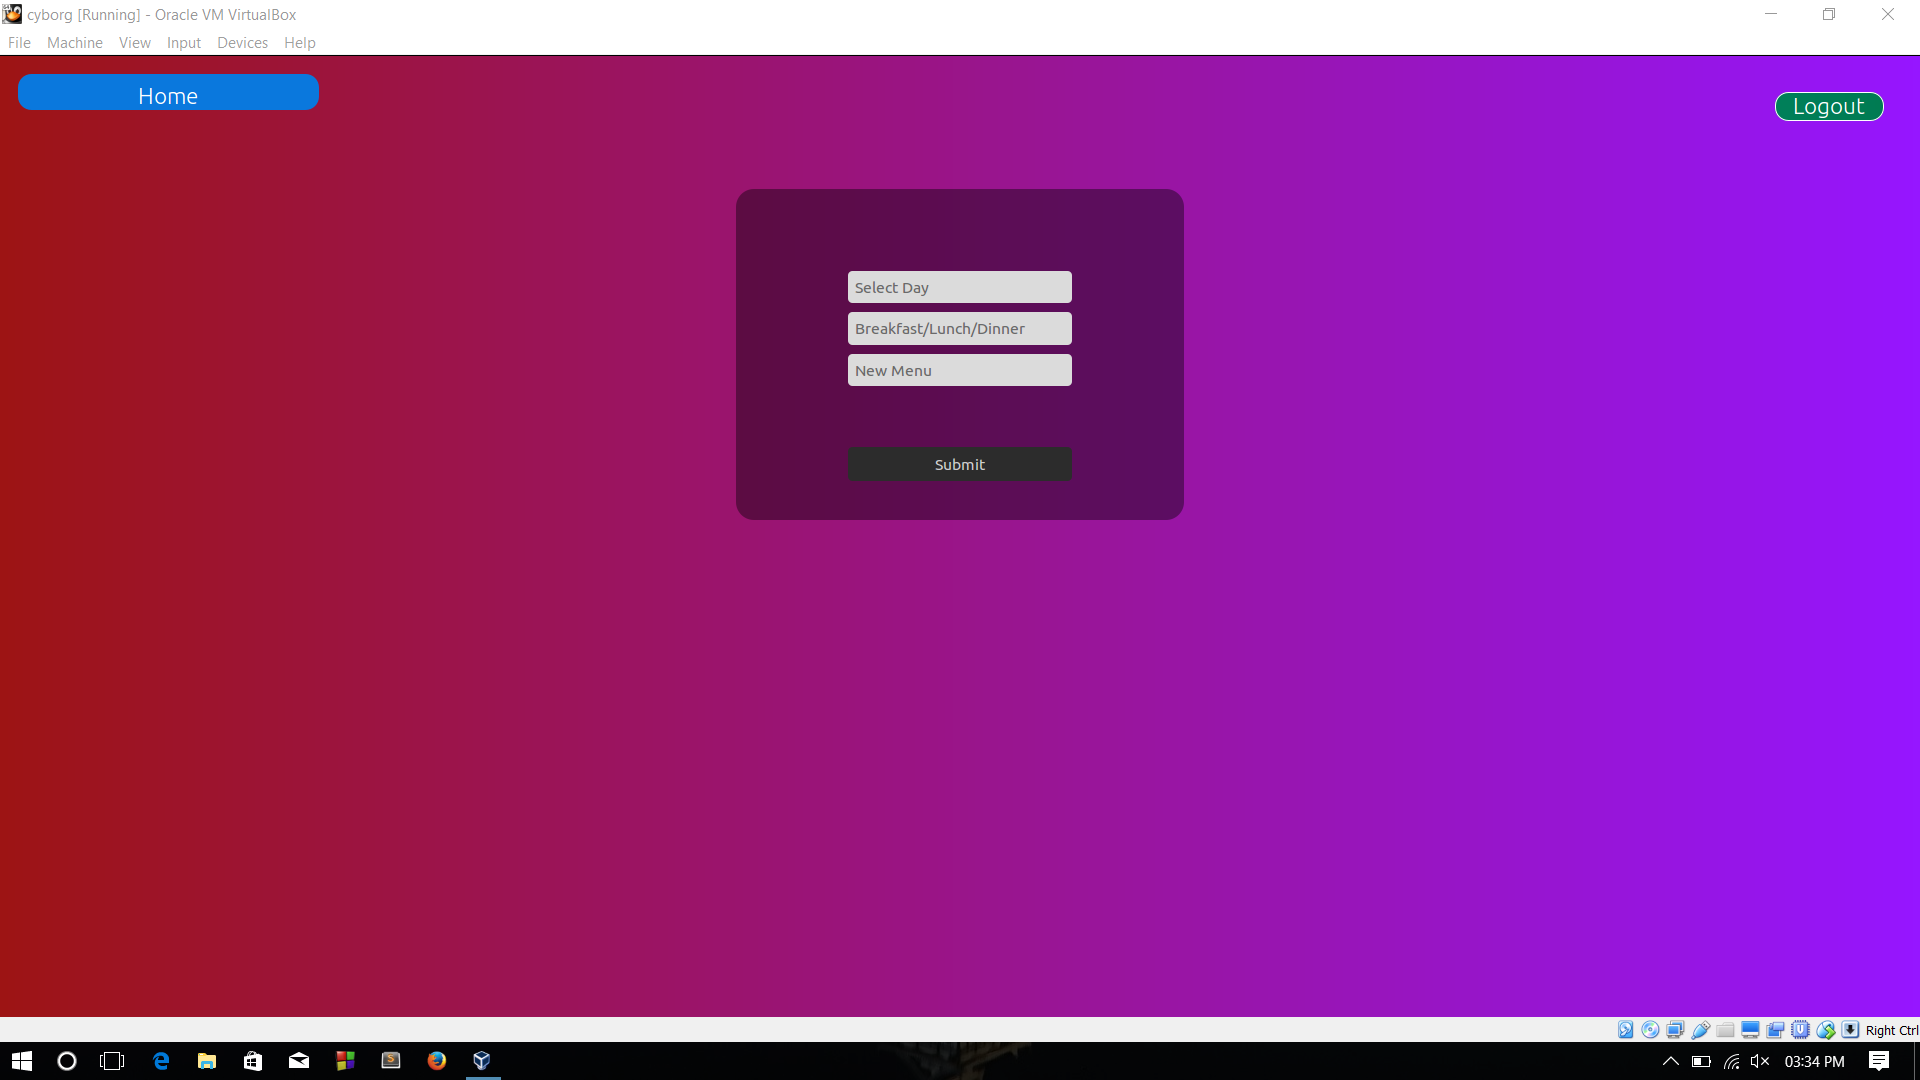 cyborg [Running] - Oracle VM VirtualBox
File Machine View Input Devices Help
Home
Logout
Select Day
Breakfast/Lunch/Dinner
New Menu
Submit
Right Ctrl
03:34 PM